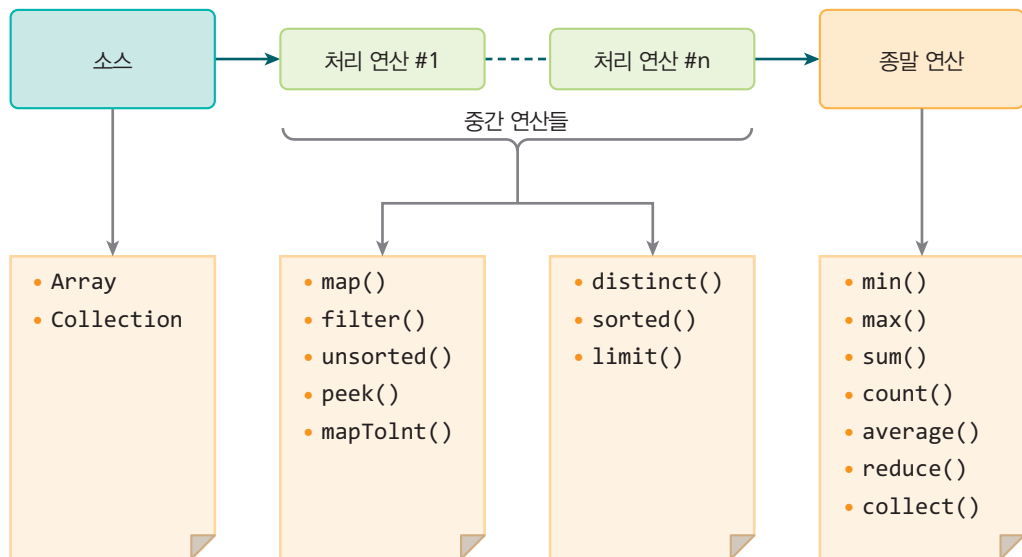 소스
처리 연산 #1
처리 연산 #n
종말 연산
중간 연산들
• Array
• Collection
• map()
• filter()
• unsorted()
• peek()
• mapTolnt()
• distinct()
• sorted()
• limit()
• min()
• max()
• sum()
• count()
• average()
• reduce()
• collect()